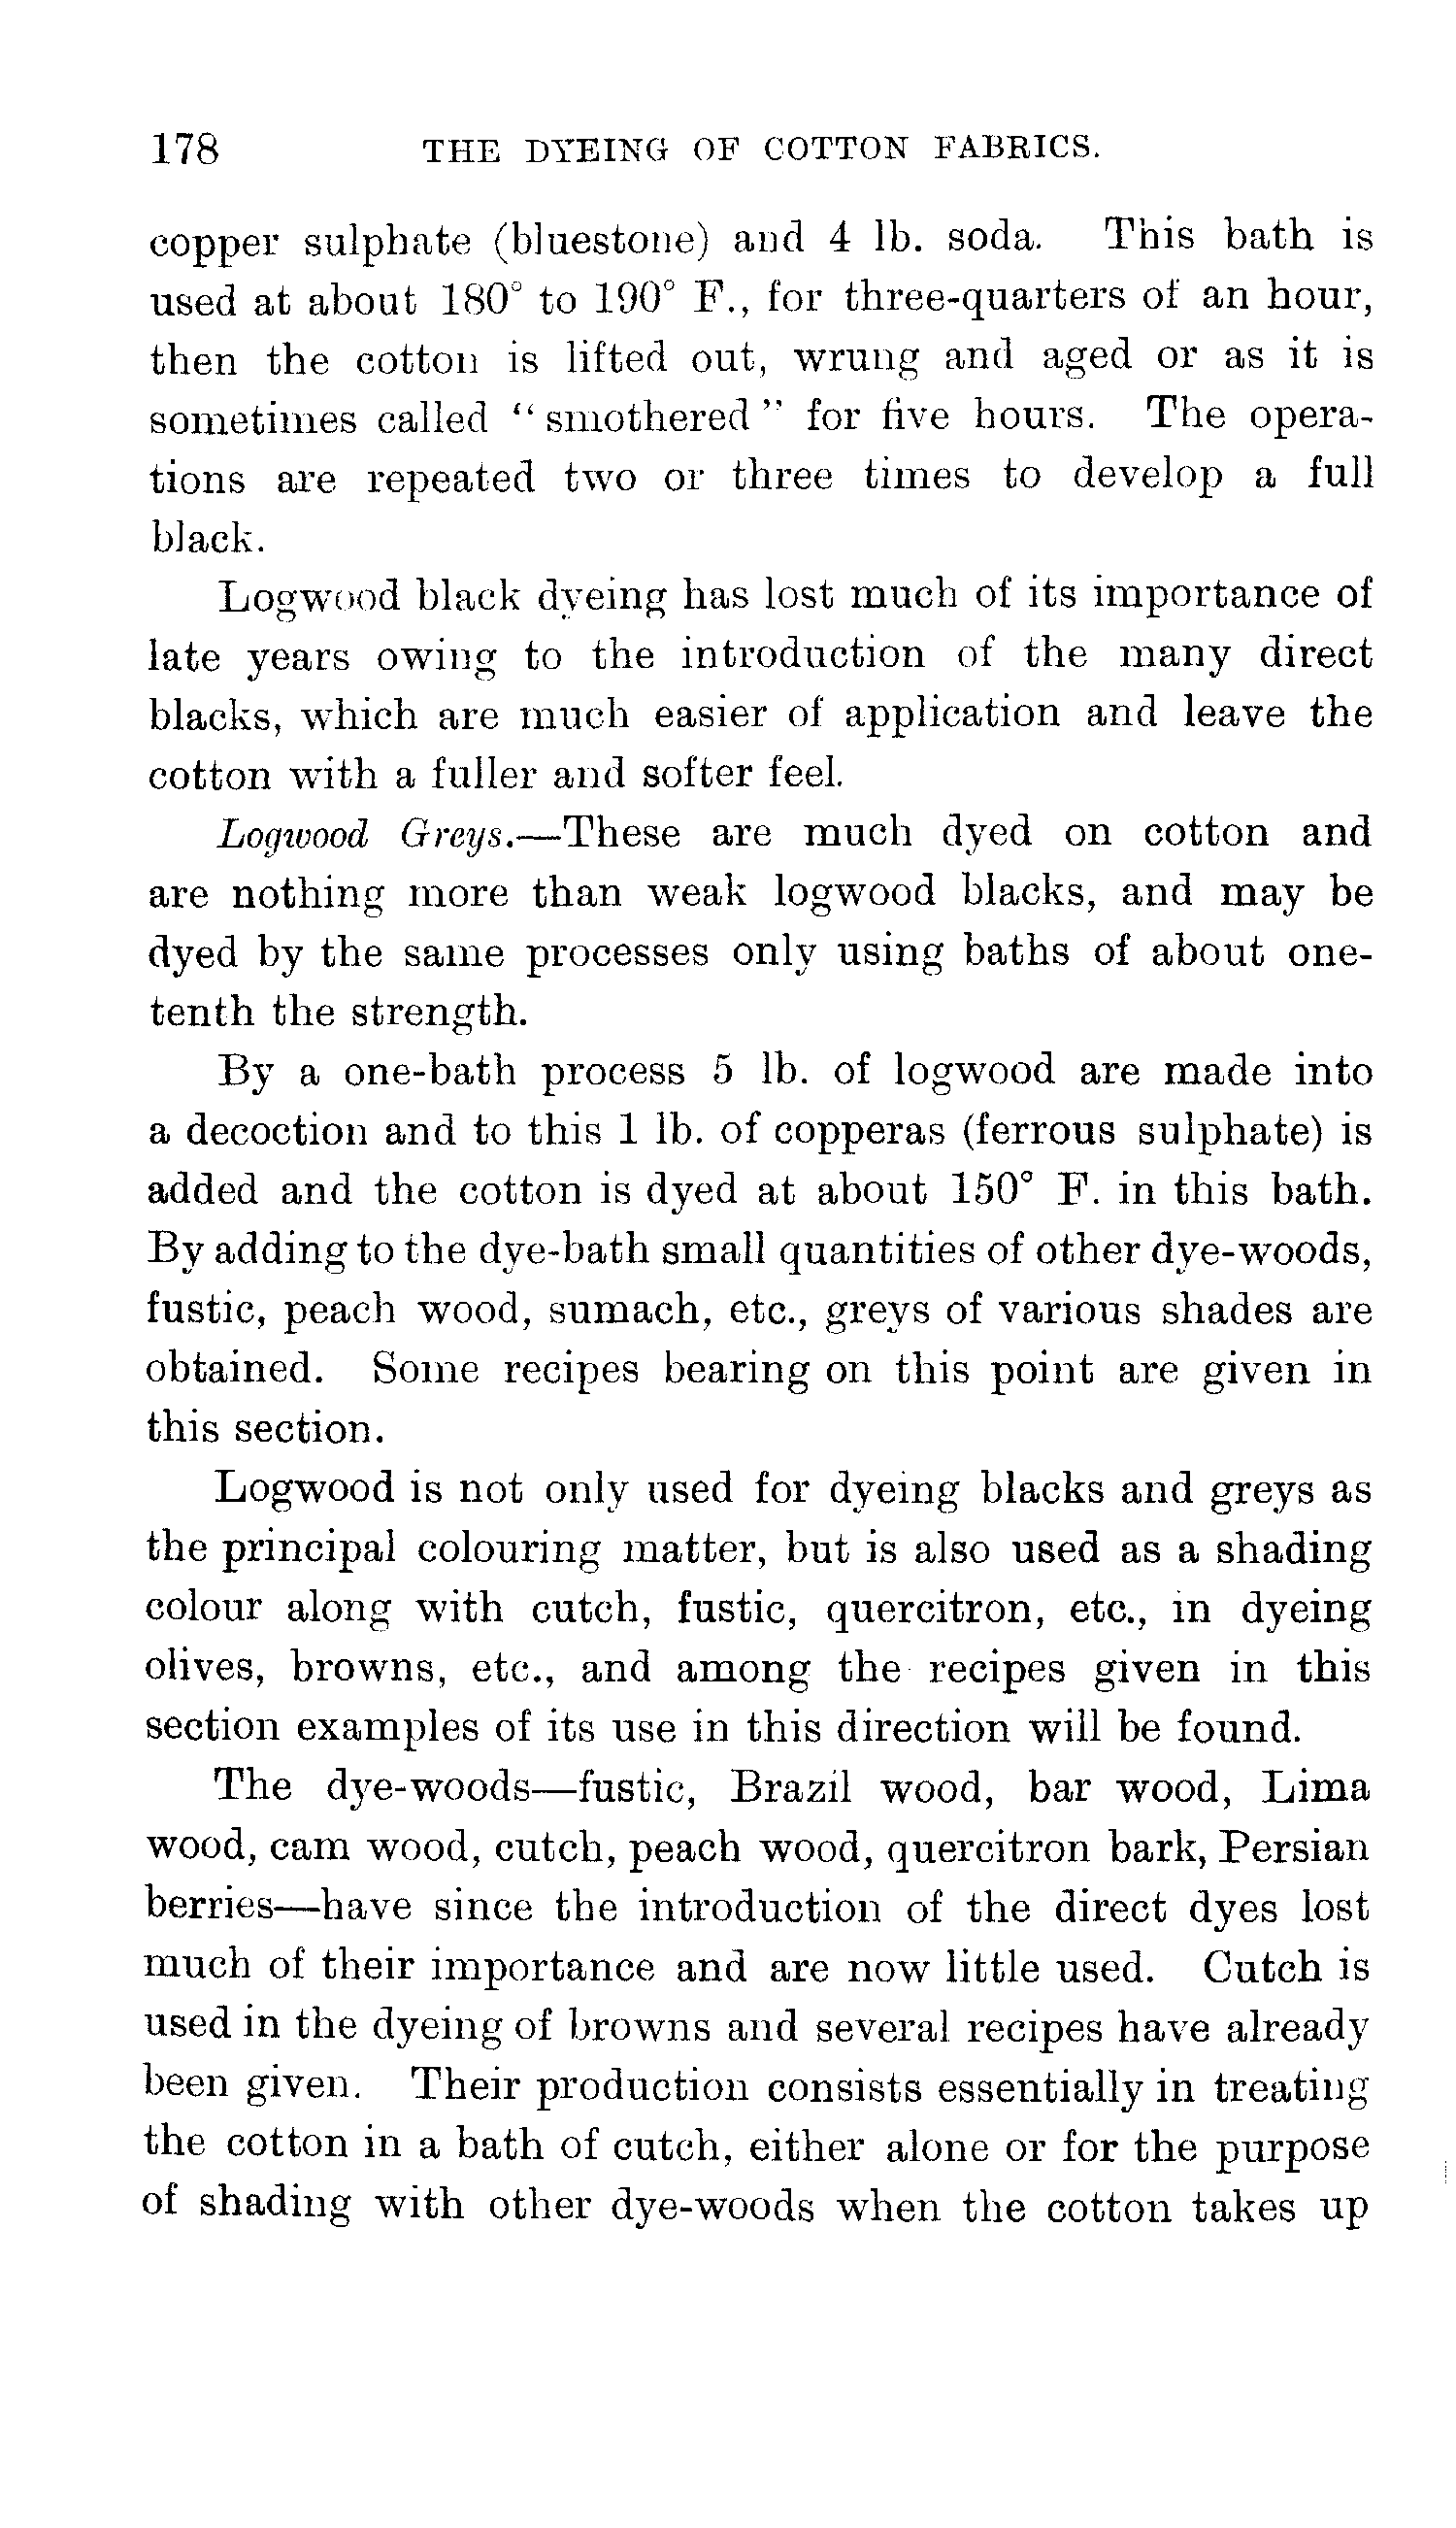 178 THE DYEING OF COTTON FABRICS.
copper sulphate (bluestone) and 4 lb. soda. This bath is
used at about 180° to 190° F., for three-quarters of an hour,
then the cotton is lifted out, wrung and aged or as it is
sometimes called “smothered” for five hours. The opera-
tions are repeated two or three times to develop a full
black.
Logwood black dyeing has lost much of its importance of
late years owing to the introduction of the many direct
blacks, which are much easier of application and leave the
cotton with a fuller and softer feel.
Logwood Greys.—These are much dyed on cotton and
are nothing more than weak logwood blacks, and may be
dyed by the same processes only using baths of about one-
tenth the strength.
By a one-bath process 5 lb. of logwood are made into
a decoction and to this 1 lb. of copperas (ferrous sulphate) is
added and the cotton is dyed at about 150° F. in this bath.
By adding to the dye-bath small quantities of other dye-woods,
fustic, peach wood, sumach, etc., greys of various shades are
obtained. Some recipes bearing on this point are given in
this section.
Logwood is not only used for dyeing blacks and greys as
the principal colouring matter, but is also used as a shading
colour along with cutch, fustic, quercitron, etc., in dyeing
olives, browns, etc., and among the recipes given in this
section examples of its use in this direction will be found.
The dye-woods—fustic, Brazil wood, bar wood, Lima
wood, cam wood, cutch, peach wood, quercitron bark, Persian
berries—have since the introduction of the direct dyes lost
much of their importance and are now little used. Cutch is
used in the dyeing of browns and several recipes have already
been given. Their production consists essentially in treating
the cotton in a bath of cutch, either alone or for the purpose
of shading with other dye-woods when the cotton takes up